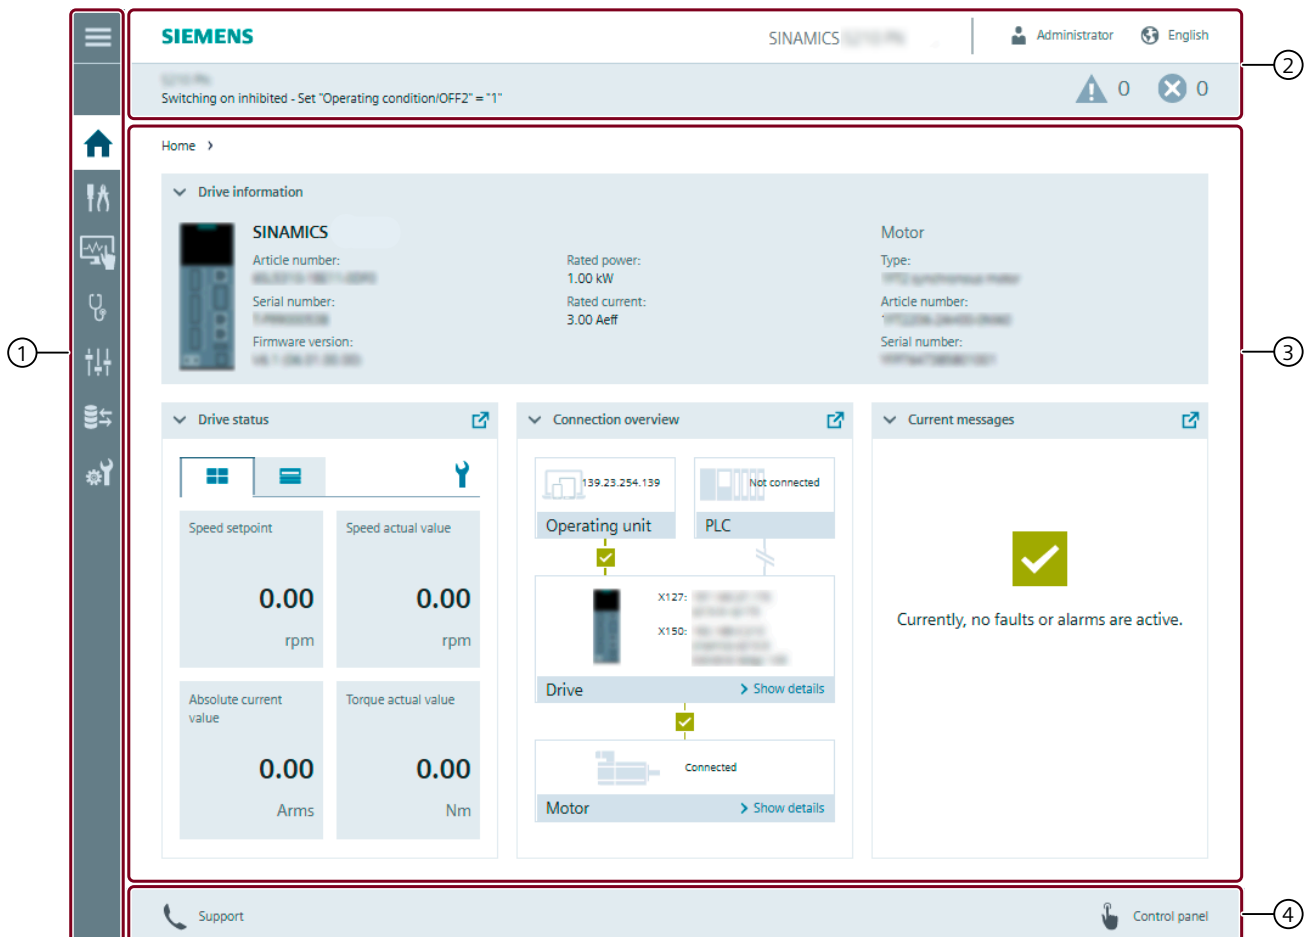 SIEMENS
SINAMICS
Administrator
English
Switching on inhibited - Set "Operating condition/OFF2" = "1"
0
0
Home
Drive information
SINAMICS
Article number:
Serial number:
Firmware version:
Rated power:
1.00 kW
Rated current:
3.00 Aeff
Motor
Type:
Article number:
Serial number:
Drive status
Speed setpoint
0.00
rpm
Speed actual value
0.00
rpm
Absolute current
value
0.00
Arms
Torque actual value
0.00
Nm
Connection overview
139.23.254.139
Operating unit
Not connected
PLC
X127:
X150:
Drive
Show details
Connected
Motor
Show details
Current messages
Currently, no faults or alarms are active.
Support
Control panel
1
2
3
4